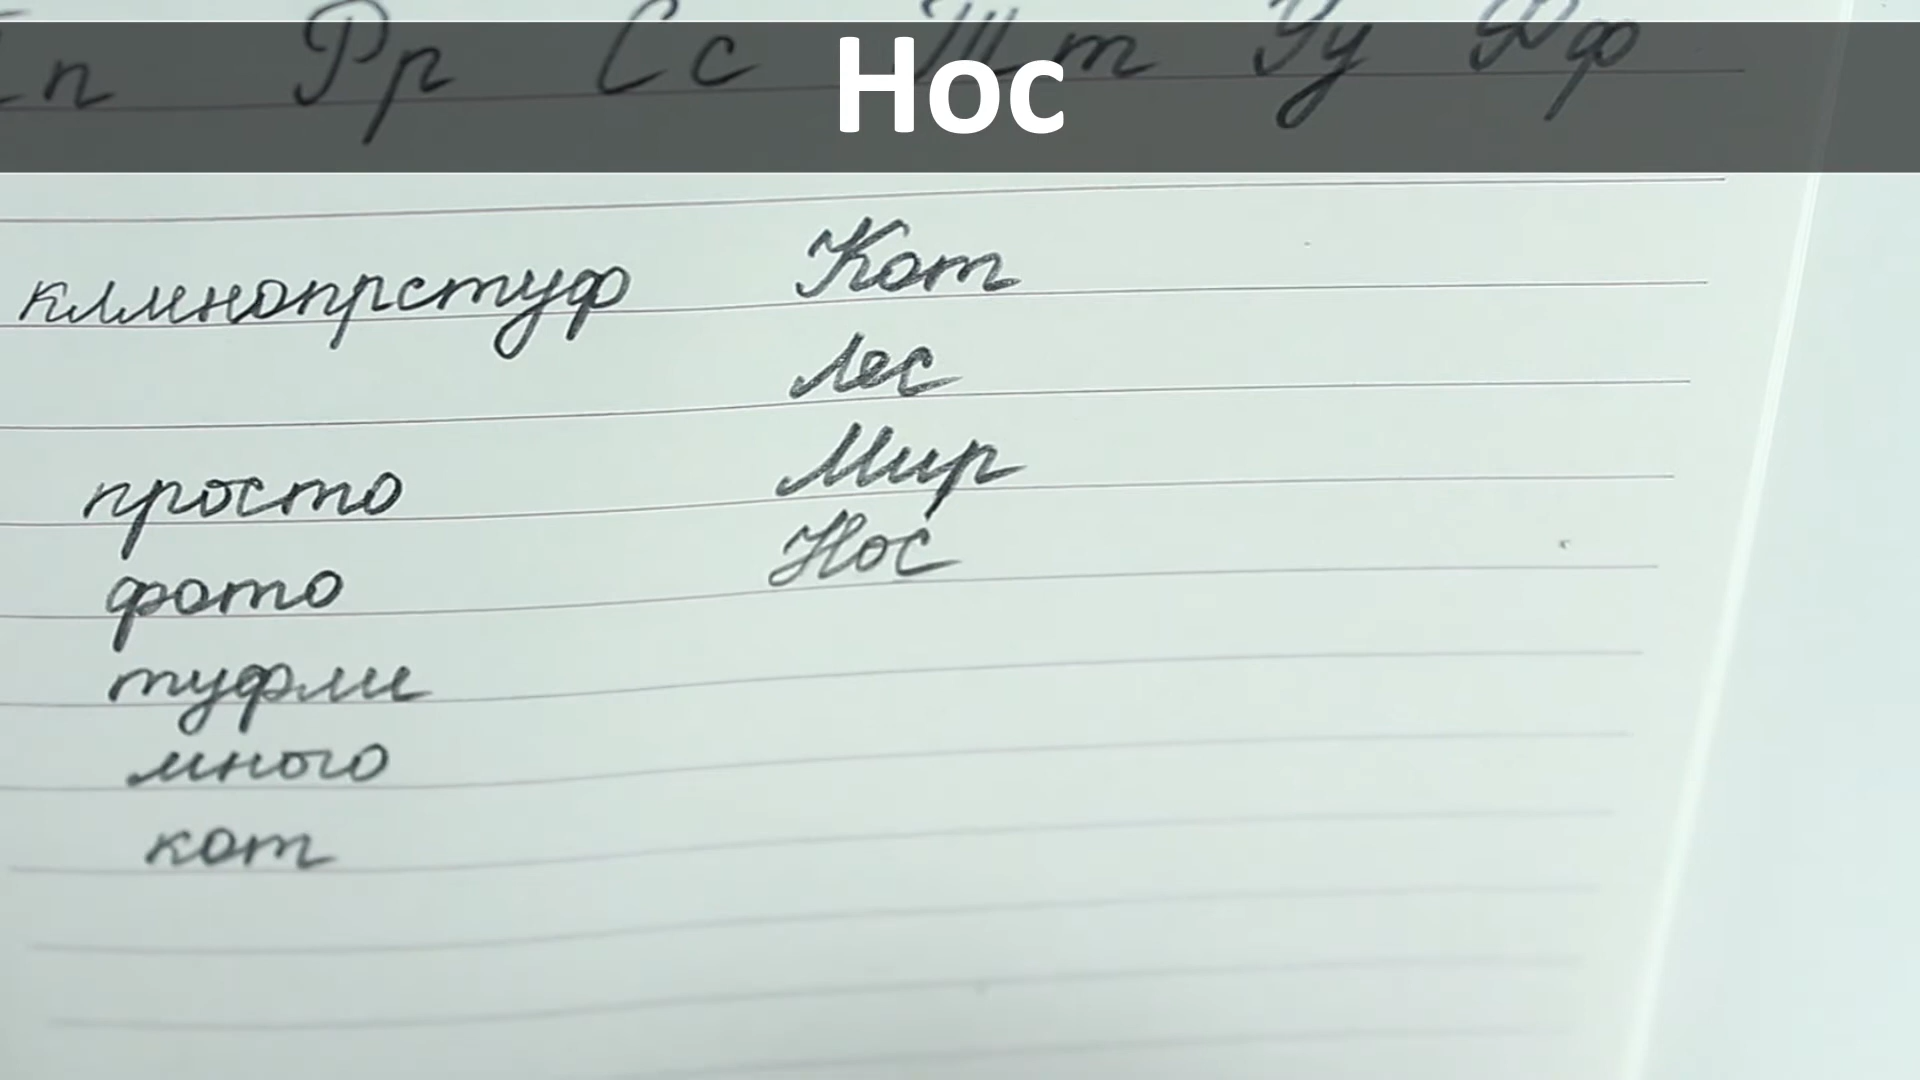 Нос
Пп Рр Сс Тт Уу Фф
клмнопрстуф
просто
фото
туфли
много
кот
Кот
Лес
Мир
Нос